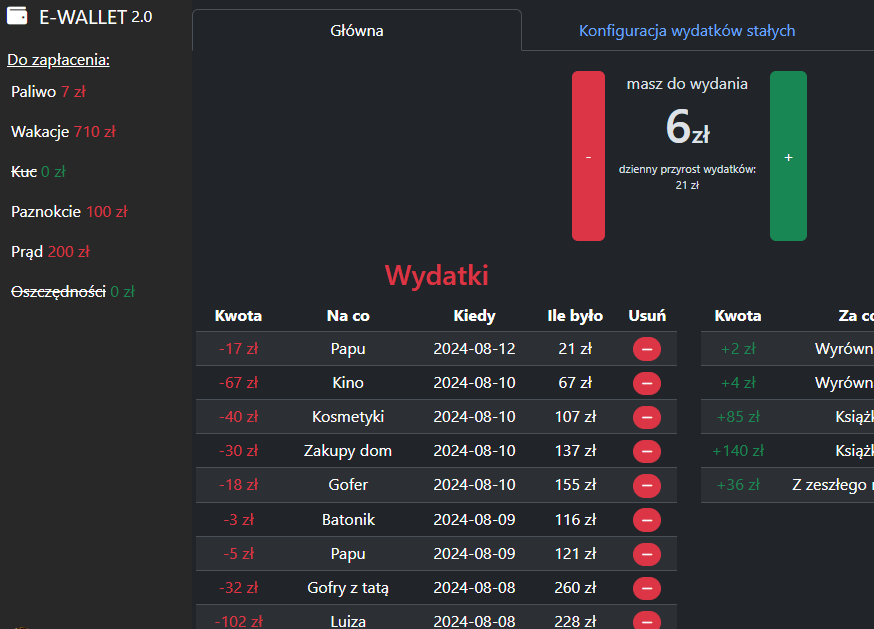 E-WALLET 2.0
Do zapłacenia:
Paliwo 7 zł
Wakacje 710 zł
Kuc 0 zł
Paznokcie 100 zł
Prąd 200 zł
Oszczędności 0 zł
Główna
Konfiguracja wydatków stałych
-
masz do wydania
6zł
dzienny przyrost wydatków:
21 zł
+
Wydatki
Kwota Na co Kiedy Ile było Usuń
-17 zł Papu 2024-08-12 21 zł
-67 zł Kino 2024-08-10 67 zł
-40 zł Kosmetyki 2024-08-10 107 zł
-30 zł Zakupy dom 2024-08-10 137 zł
-18 zł Gofer 2024-08-10 155 zł
-3 zł Batonik 2024-08-09 116 zł
-5 zł Papu 2024-08-09 121 zł
-32 zł Gofry z tatą 2024-08-08 260 zł
-102 zł Luiza 2024-08-08 228 zł
Kwota Za co
+2 zł Wyrówn
+4 zł Wyrówn
+85 zł Książk
+140 zł Książk
+36 zł Z zeszłego